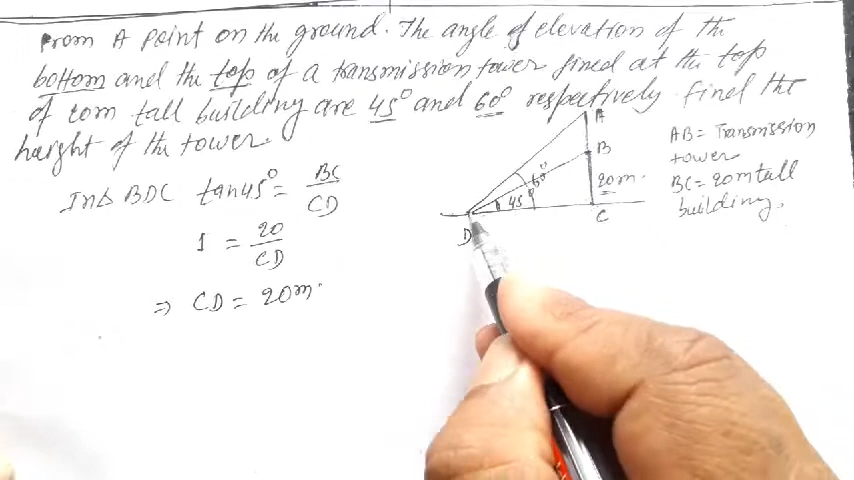 From A point on the ground. The angle of elevation of the
bottom and the top of a transmission tower fined at the top
of 20m tall building are 45° and 60° respectively find the
haight of the tower.
In Δ BDC tan45° = BC/CD
1 = 20/CD
⇒ CD = 20m.
A
B
60°
20m.
45°
C
D
AB = Transmission
tower
BC = 20m tall
building.